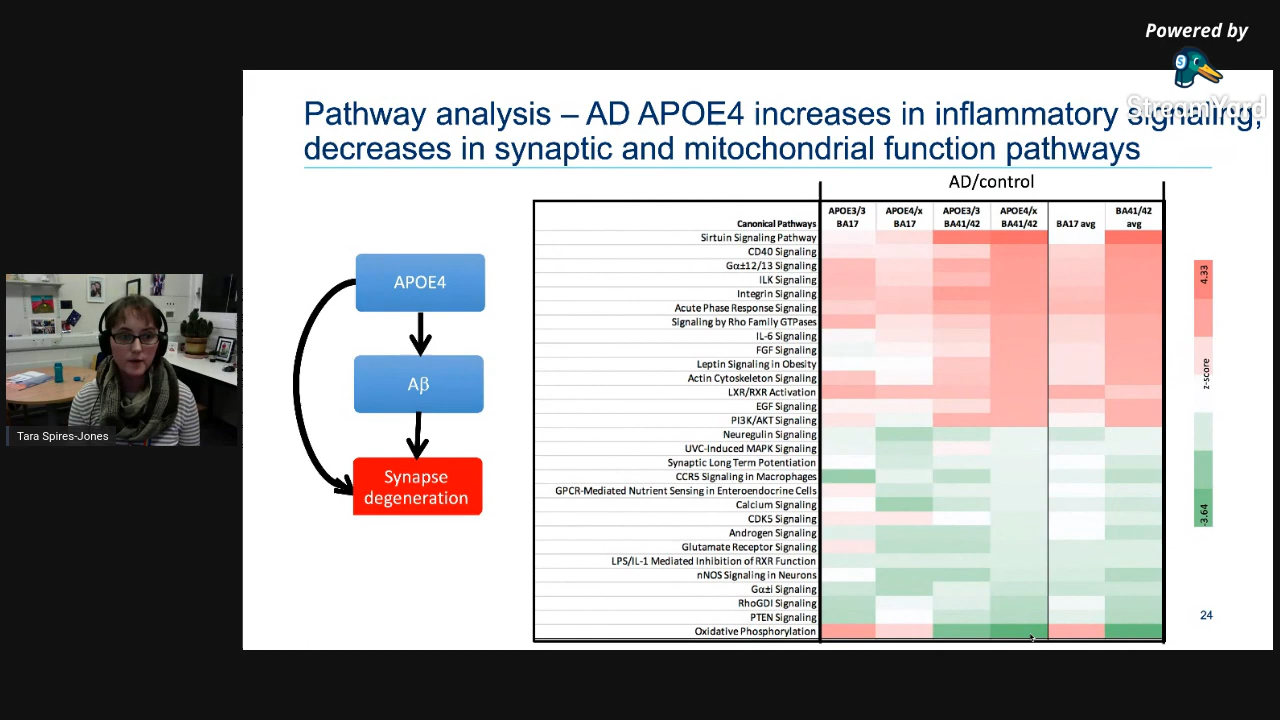 Powered by
StreamYard
Pathway analysis – AD APOE4 increases in inflammatory signaling,
decreases in synaptic and mitochondrial function pathways
AD/control
Canonical Pathways
APOE3/3 BA17
APOE4/x BA17
APOE3/3 BA41/42
APOE4/x BA41/42
BA17 avg
BA41/42 avg
Sirtuin Signaling Pathway
CD40 Signaling
Gα±12/13 Signaling
ILK Signaling
Integrin Signaling
Acute Phase Response Signaling
Signaling by Rho Family GTPases
IL-6 Signaling
FGF Signaling
Leptin Signaling in Obesity
Actin Cytoskeleton Signaling
LXR/RXR Activation
EGF Signaling
PI3K/AKT Signaling
Neuregulin Signaling
UVC-Induced MAPK Signaling
Synaptic Long Term Potentiation
CCR5 Signaling in Macrophages
GPCR-Mediated Nutrient Sensing in Enteroendocrine Cells
Calcium Signaling
CDK5 Signaling
Androgen Signaling
Glutamate Receptor Signaling
LPS/IL-1 Mediated Inhibition of RXR Function
nNOS Signaling in Neurons
Gα±i Signaling
RhoGDI Signaling
PTEN Signaling
Oxidative Phosphorylation
4.33
z-score
-3.64
APOE4
Aβ
Synapse
degeneration
Tara Spires-Jones
24